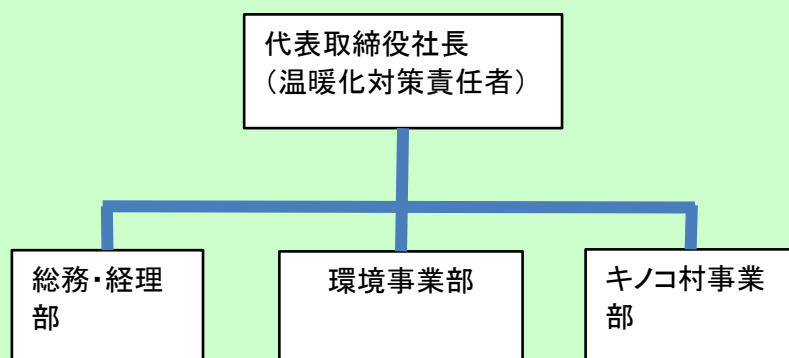 代表取締役社長
（温暖化対策責任者）
総務・経理
部
環境事業部
キノコ村事業
部